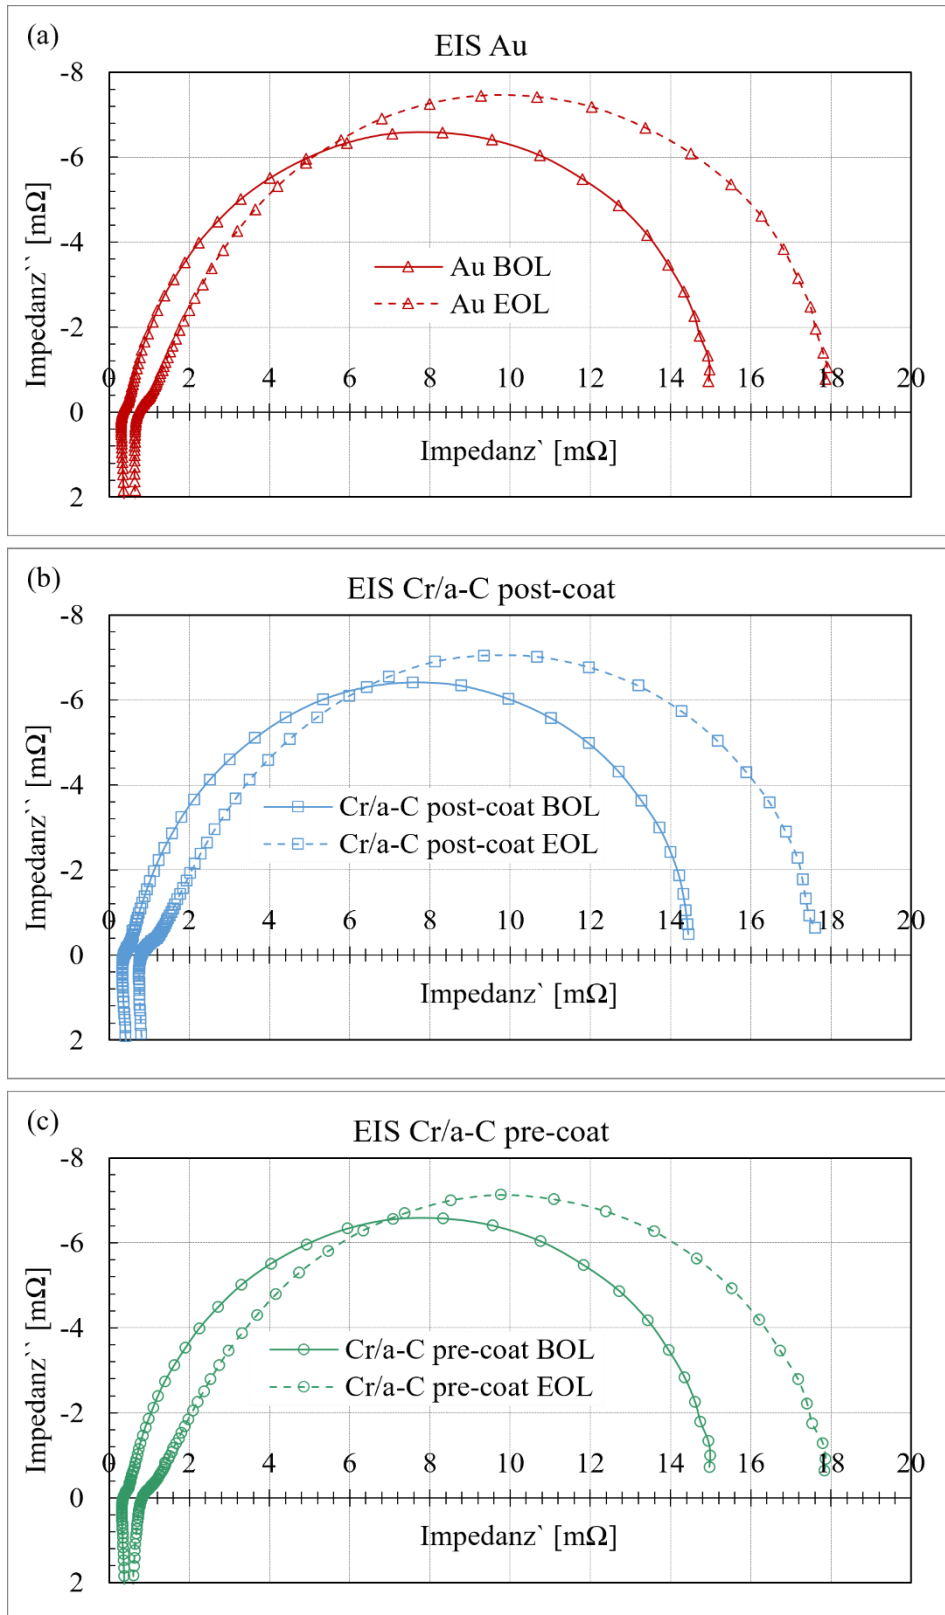 (a)
EIS Au
-8
-6
-4
-2
0
2
Impedanz`` [mΩ]
Au BOL
Au EOL
0 2 4 6 8 10 12 14 16 18 20
Impedanz` [mΩ]
(b)
EIS Cr/a-C post-coat
-8
-6
-4
-2
0
2
Impedanz`` [mΩ]
Cr/a-C post-coat BOL
Cr/a-C post-coat EOL
0 2 4 6 8 10 12 14 16 18 20
Impedanz` [mΩ]
(c)
EIS Cr/a-C pre-coat
-8
-6
-4
-2
0
2
Impedanz`` [mΩ]
Cr/a-C pre-coat BOL
Cr/a-C pre-coat EOL
0 2 4 6 8 10 12 14 16 18 20
Impedanz` [mΩ]